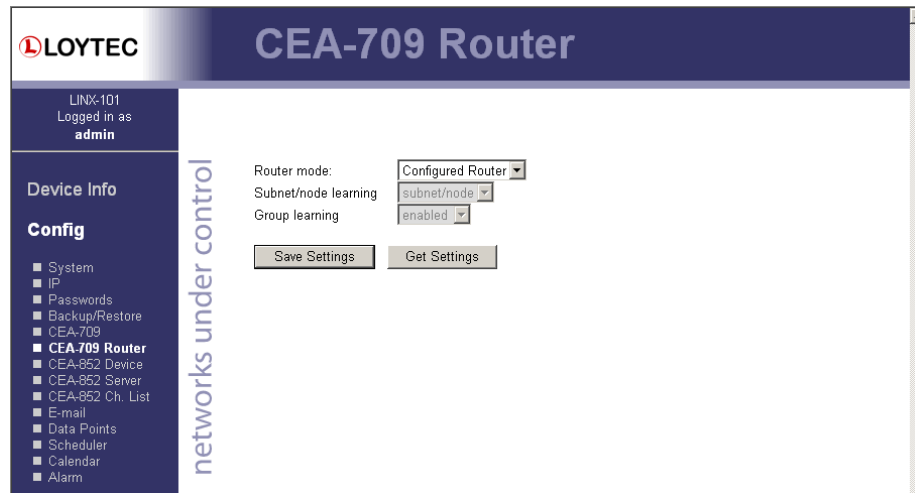 LOYTEC
CEA-709 Router
LINX-101
Logged in as
admin
Device Info
Config
System
IP
Passwords
Backup/Restore
CEA-709
CEA-709 Router
CEA-852 Device
CEA-852 Server
CEA-852 Ch. List
E-mail
Data Points
Scheduler
Calendar
Alarm
networks under control
Router mode: Configured Router
Subnet/node learning subnet/node
Group learning enabled
Save Settings Get Settings